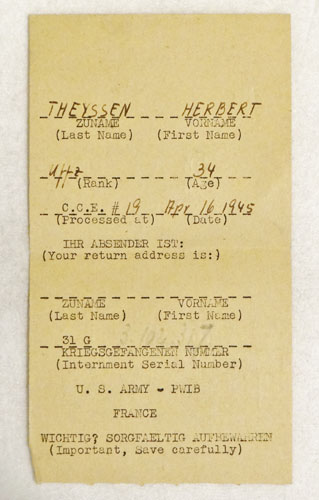 THEYSSEN HERBERT
ZUNAME VORNAME
(Last Name) (First Name)
Uffz 34
(Rank) (Age)
C.C.E. # 19 Apr 16 1945
(Processed at) (Date)
IHR ABSENDER IST:
(Your return address is:)
ZUNAME VORNAME
(Last Name) (First Name)
31 G
KRIEGSGEFANGENEN NUMMER
(Internment Serial Number)
U. S. ARMY - PWIB
FRANCE
WICHTIG? SORGFAELTIG AUFBEWAHREN
(Important, Save carefully)